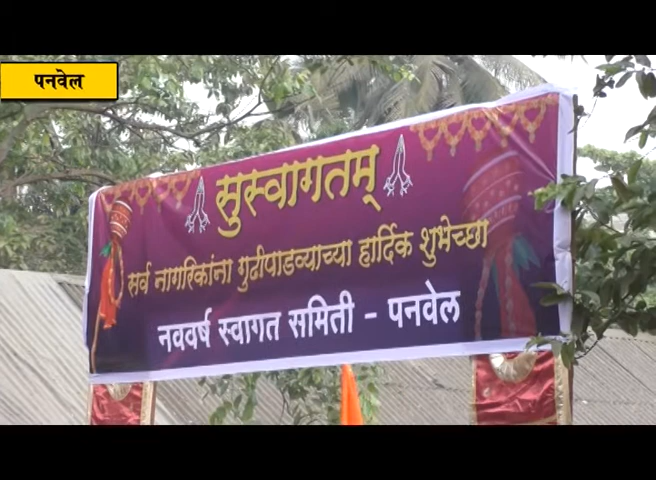 पनवेल
सुस्वागतम्
सर्व नागरिकांना गुढीपाडव्याच्या हार्दिक शुभेच्छा
नववर्ष स्वागत समिती - पनवेल